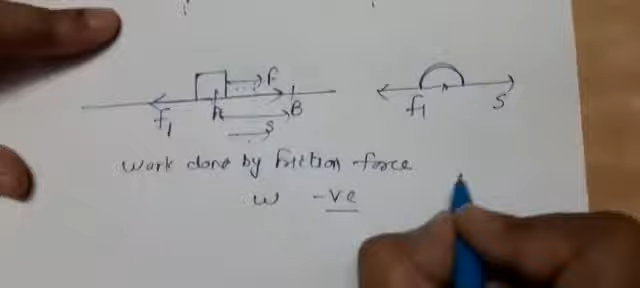 F
f1 A B
S
f1 S
Work done by friction force
W -ve